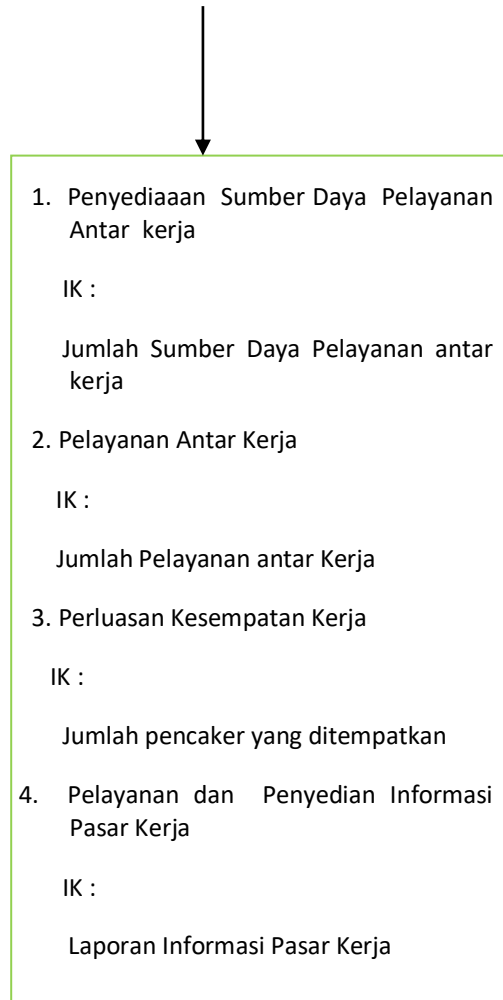 1. Penyediaaan Sumber Daya Pelayanan
Antar kerja
IK :
Jumlah Sumber Daya Pelayanan antar
kerja
2. Pelayanan Antar Kerja
IK :
Jumlah Pelayanan antar Kerja
3. Perluasan Kesempatan Kerja
IK :
Jumlah pencaker yang ditempatkan
4. Pelayanan dan Penyedian Informasi
Pasar Kerja
IK :
Laporan Informasi Pasar Kerja